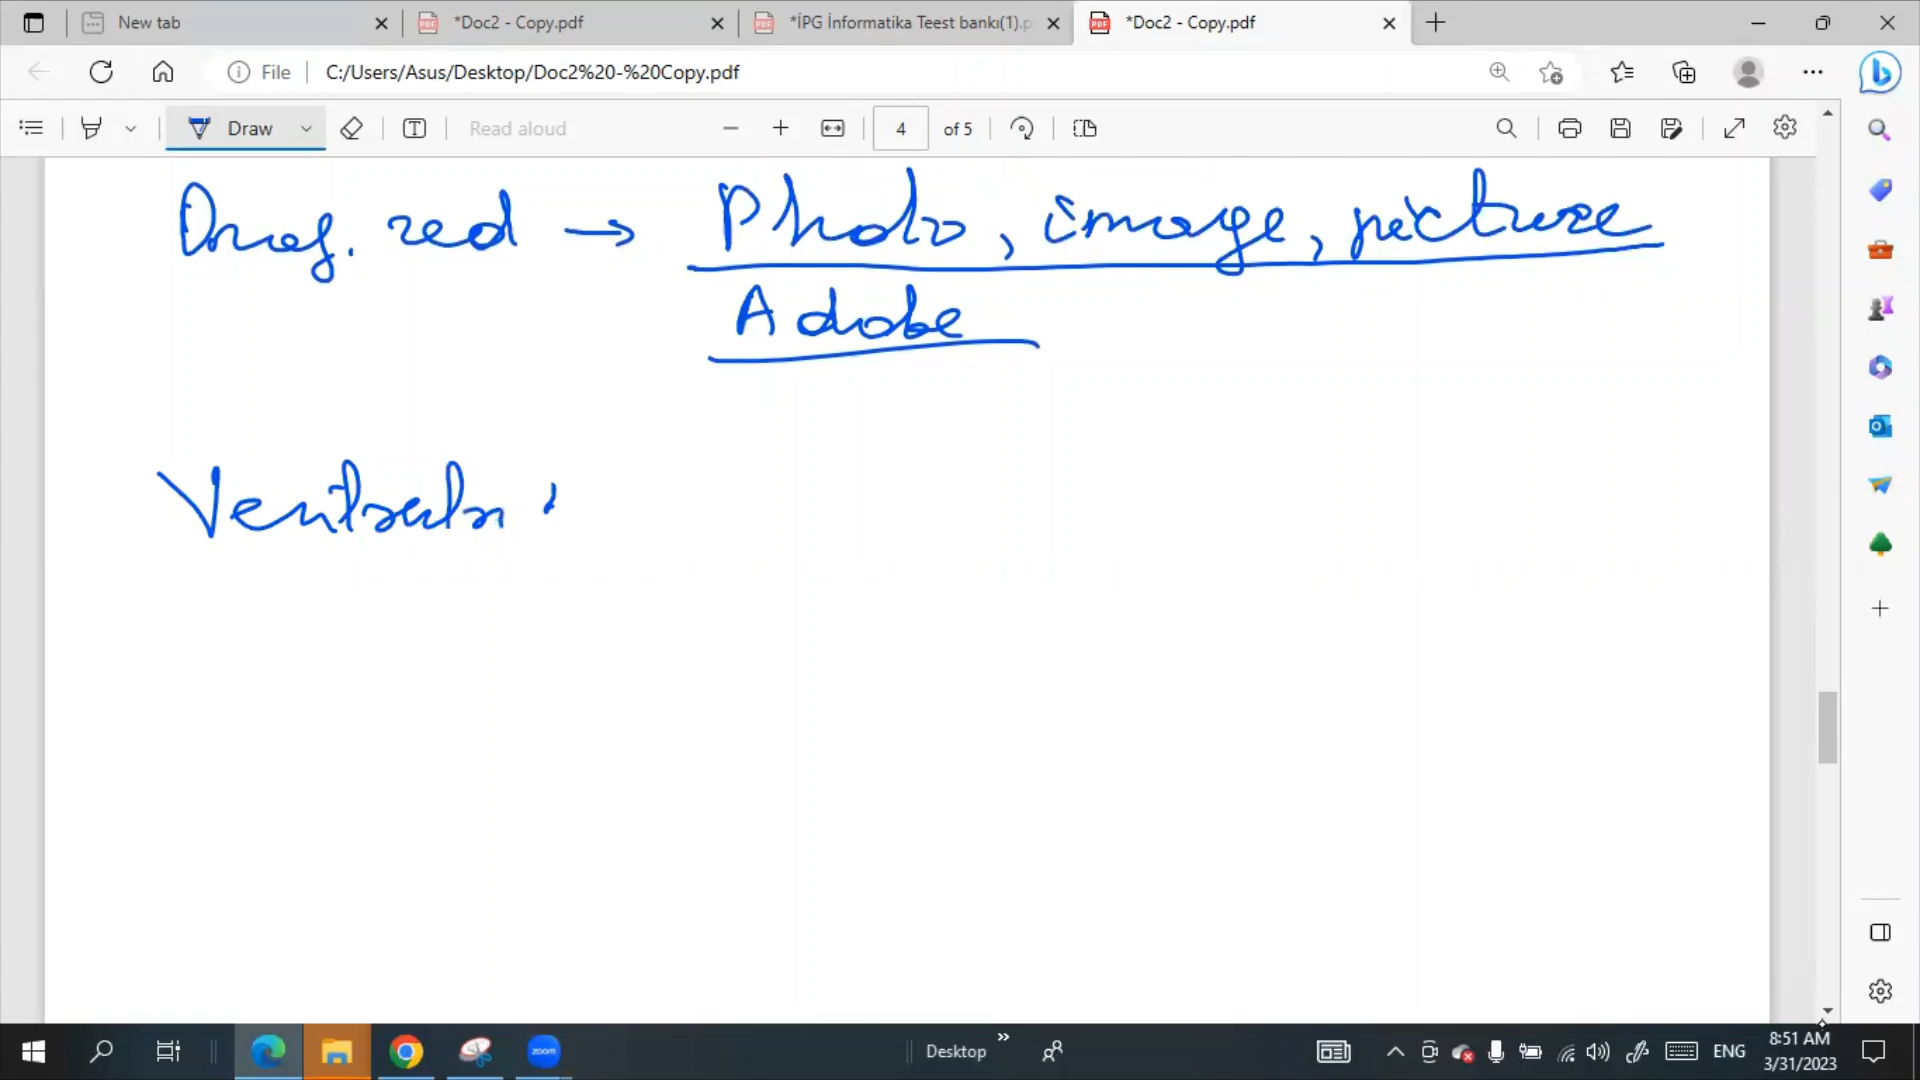 New tab
*Doc2 - Copy.pdf
*İPG İnformatika Teest bankı(1).p
*Doc2 - Copy.pdf
File
C:/Users/Asus/Desktop/Doc2%20-%20Copy.pdf
Draw
Read aloud
4
of 5
red → Photo, image, picture
Adobe
zoom
Desktop
ENG
8:51 AM
3/31/2023